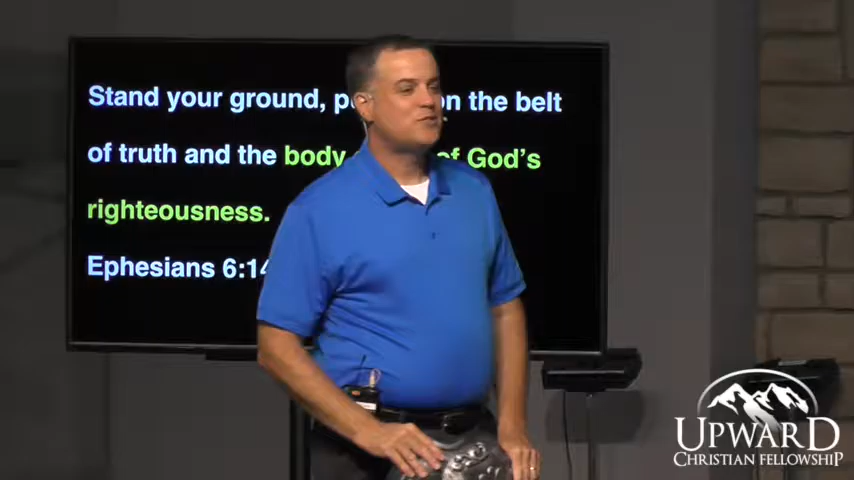 Stand your ground, p on the belt
of truth and the body of God's
righteousness.
Ephesians 6:14
UPWARD
CHRISTIAN FELLOWSHIP